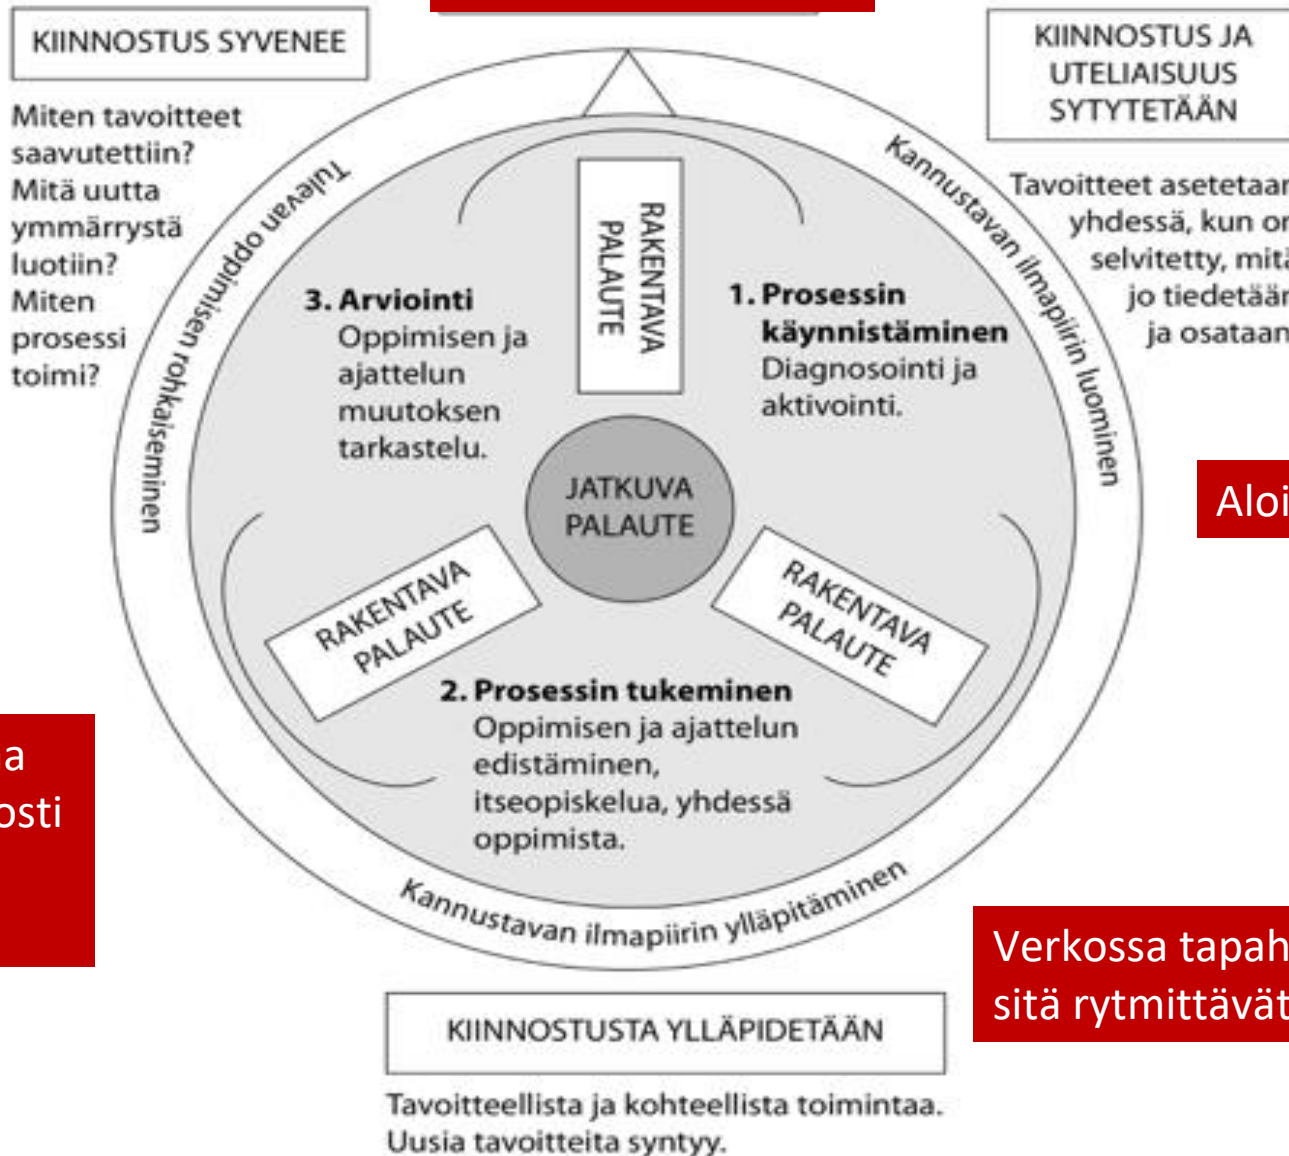 KIINNOSTUS SYVENEE
Miten tavoitteet
saavutettiin?
Mitä uutta
ymmärrystä
luotiin?
Miten
prosessi
toimi?
KIINNOSTUS JA
UTELIAISUUS
SYTYTETÄÄN
Tavoitteet asetetaan
yhdessä, kun on
selvitetty, mitä
jo tiedetään
ja osataan
Tulevan oppimisen rohkaiseminen
Kannustavan ilmapiirin luominen
RAKENTAVA
PALAUTE
3. Arviointi
Oppimisen ja
ajattelun
muutoksen
tarkastelu.
1. Prosessin
käynnistäminen
Diagnosointi ja
aktivointi.
JATKUVA
PALAUTE
Aloi
RAKENTAVA
PALAUTE
RAKENTAVA
PALAUTE
2. Prosessin tukeminen
Oppimisen ja ajattelun
edistäminen,
itseopiskelua, yhdessä
oppimista.
osti
Kannustavan ilmapiirin ylläpitäminen
Verkossa tapah
sitä rytmittävät
KIINNOSTUSTA YLLÄPIDETÄÄN
Tavoitteellista ja kohteellista toimintaa.
Uusia tavoitteita syntyy.